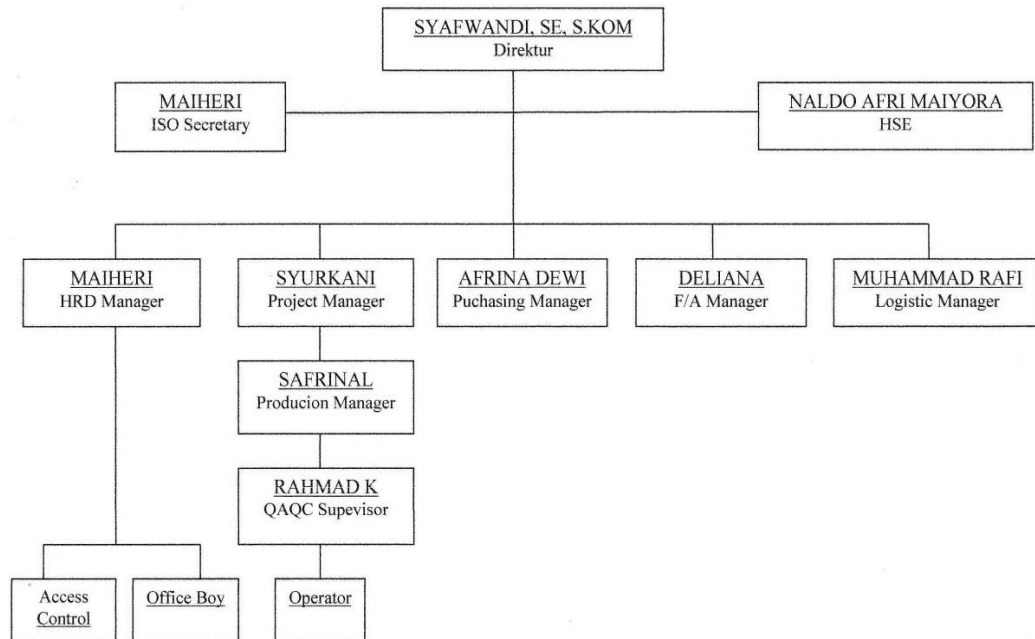 SYAFWANDI, SE, S.KOM
Direktur
MAIHERI
ISO Secretary
NALDO AFRI MAIYORA
HSE
MAIHERI
HRD Manager
SYURKANI
Project Manager
AFRINA DEWI
Puchasing Manager
DELIANA
F/A Manager
MUHAMMAD RAFI
Logistic Manager
SAFRINAL
Producion Manager
RAHMAD K
QAQC Supevisor
Access
Control
Office Boy
Operator